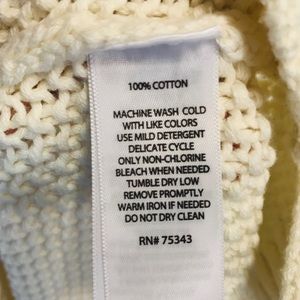 100% COTTON
MACHINE WASH COLD
WITH LIKE COLORS
USE MILD DETERGENT
DELICATE CYCLE
ONLY NON-CHLORINE
BLEACH WHEN NEEDED
TUMBLE DRY LOW
REMOVE PROMPTLY
WARM IRON IF NEEDED
DO NOT DRY CLEAN
RN# 75343